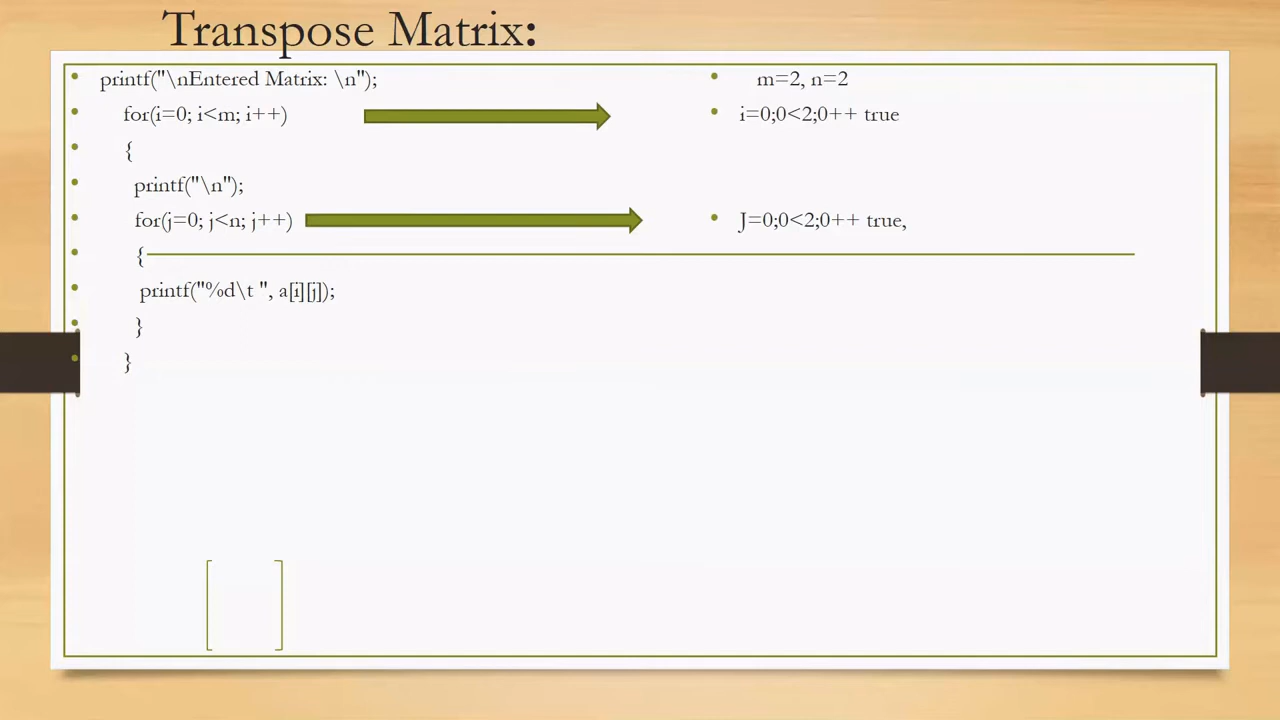 Transpose Matrix:
printf("\nEntered Matrix: \n");
for(i=0; i<m; i++)
{
printf("\n");
for(j=0; j<n; j++)
{
printf("%d\t ", a[i][j]);
}
}
m=2, n=2
i=0;0<2;0++ true
J=0;0<2;0++ true,